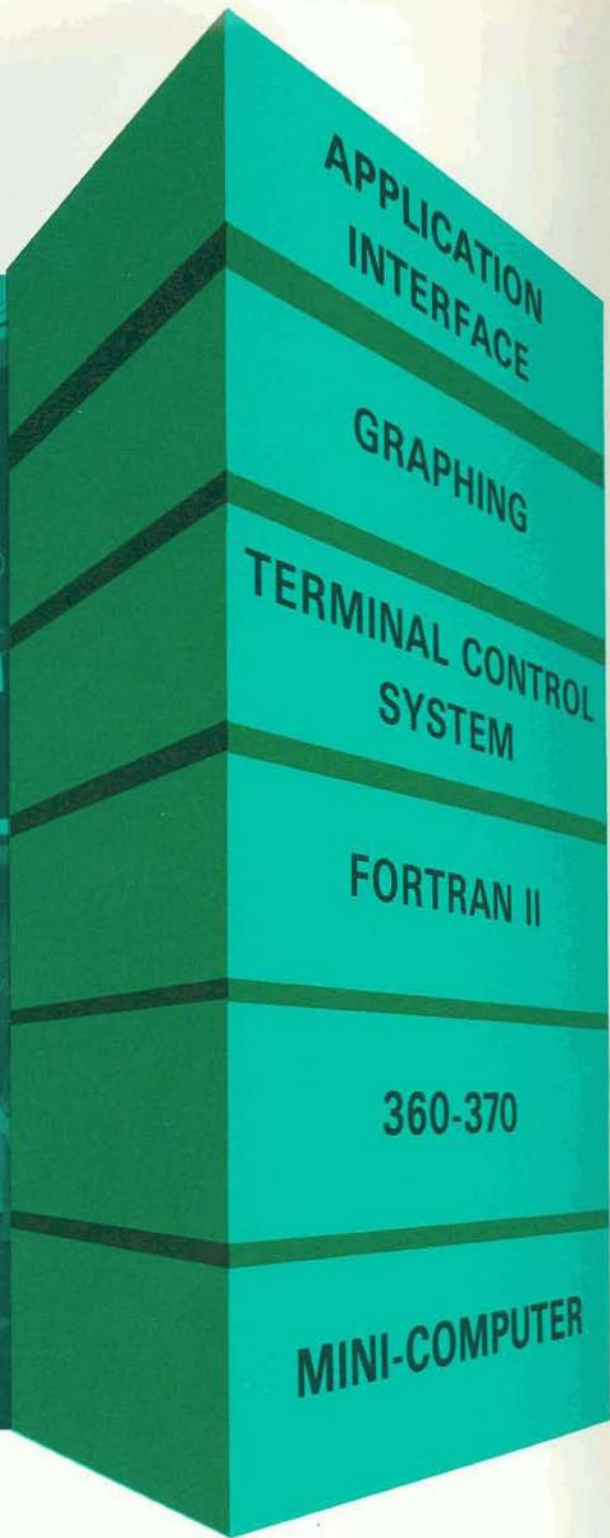 APPLICATION
INTERFACE
GRAPHING
TERMINAL CONTROL
SYSTEM
FORTRAN II
360-370
MINI-COMPUTER